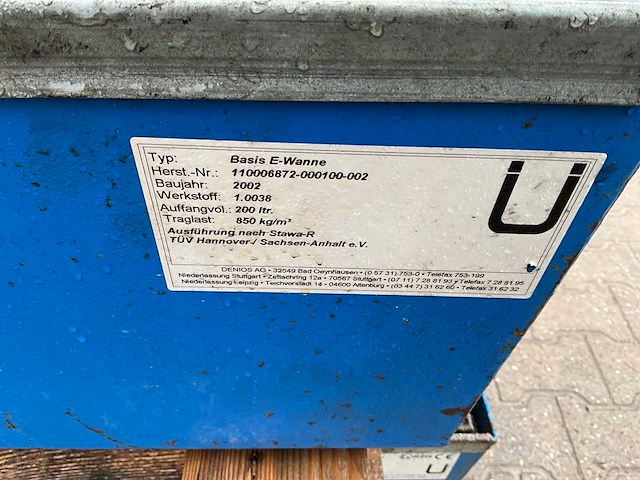 Typ: Basis E-Wanne
Herst.-Nr.: 110006872-000100-002
Baujahr: 2002
Werkstoff: 1.0038
Auffangvol.: 200 ltr.
Traglast: 850 kg/m²
Ausführung nach Stawa-R
TÜV Hannover / Sachsen-Anhalt e.V.
Ü
DENIOS AG • 32549 Bad Oeynhausen • (0 57 31) 753-0 • Telefax 753-199
Niederlassung Stuttgart • Zettachring 12a • 70567 Stuttgart • (07 11) 7 28 81 93 • Telefax 7 28 81 95
Niederlassung Leipzig • Teichvorstadt 14 • 04600 Altenburg • (03 44 7) 31 62 60 • Telefax 31 62 32
CE
U